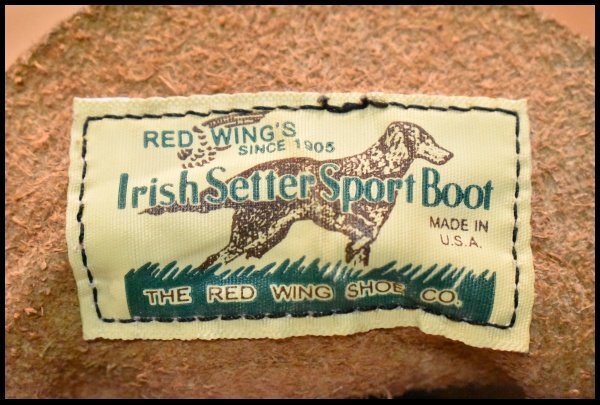 RED WING'S
SINCE 1905
Irish Setter Sport Boot
MADE IN
U.S.A.
THE RED WING SHOE CO.